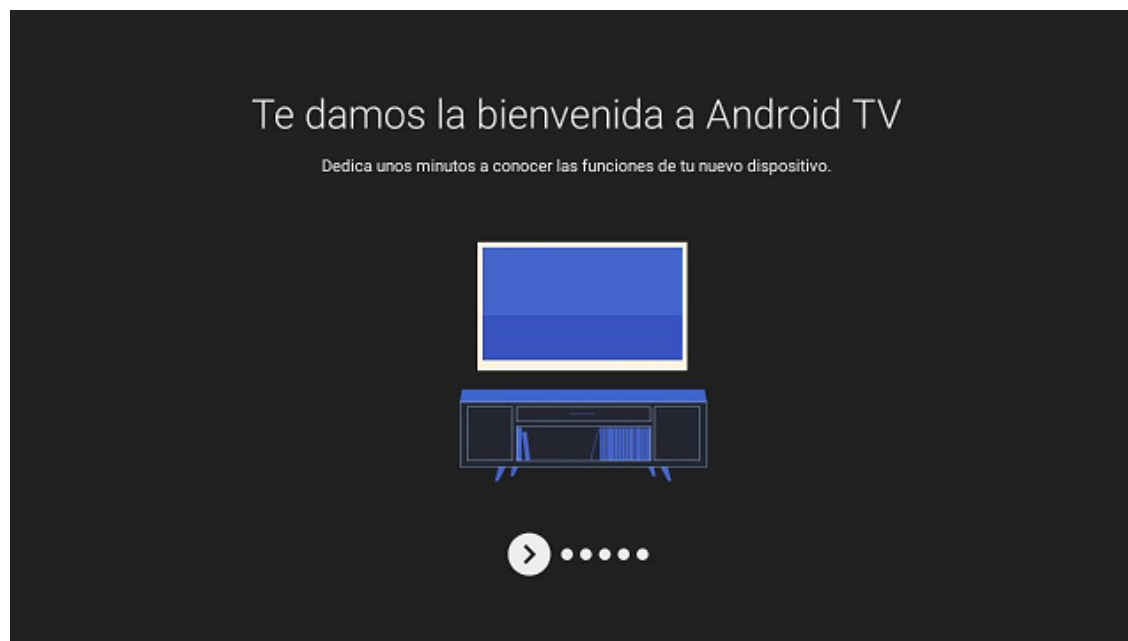 Te damos la bienvenida a Android TV
Dedica unos minutos a conocer las funciones de tu nuevo dispositivo.